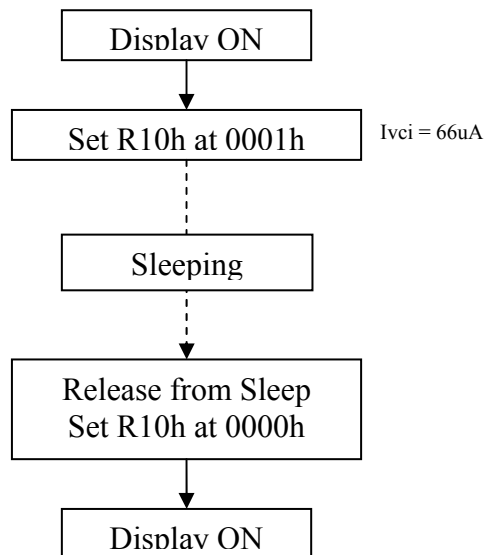 Display ON
Set R10h at 0001h
Ivci = 66uA
Sleeping
Release from Sleep
Set R10h at 0000h
Display ON